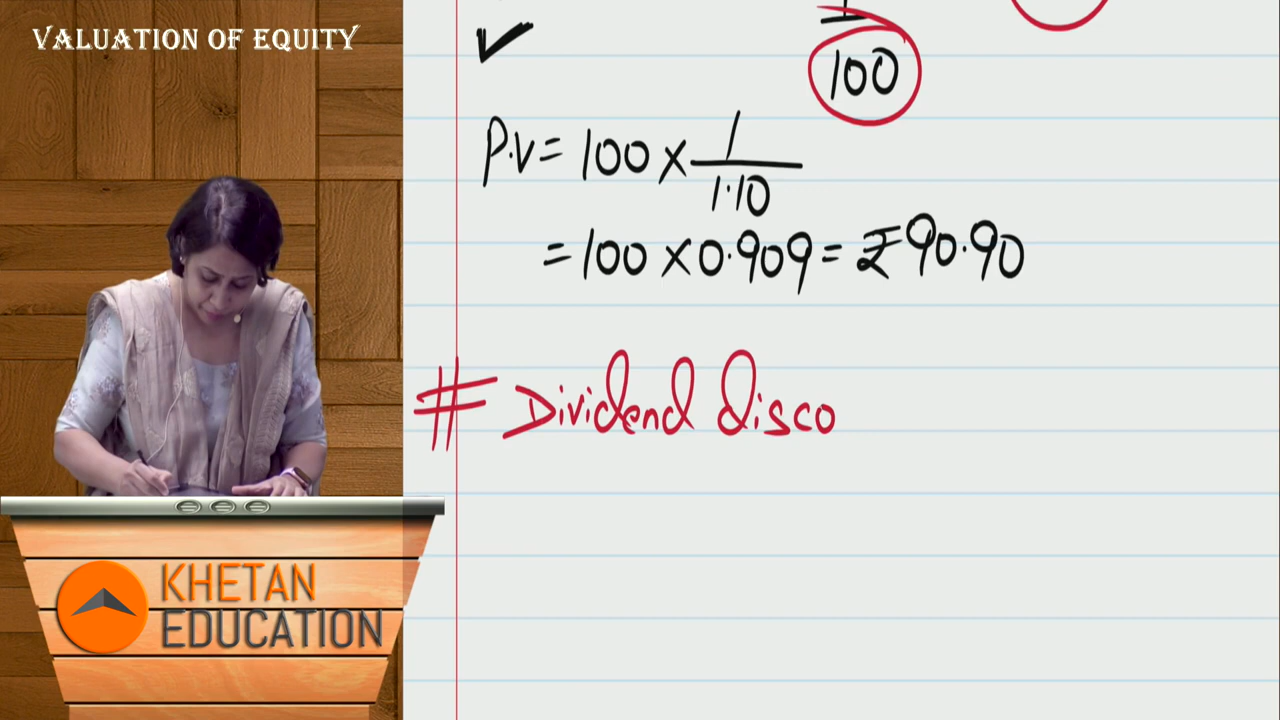 VALUATION OF EQUITY
100
P.V = 100 × 1/1.10
= 100 × 0.909 = ₹90.90
# Dividend disco
KHETAN
EDUCATION